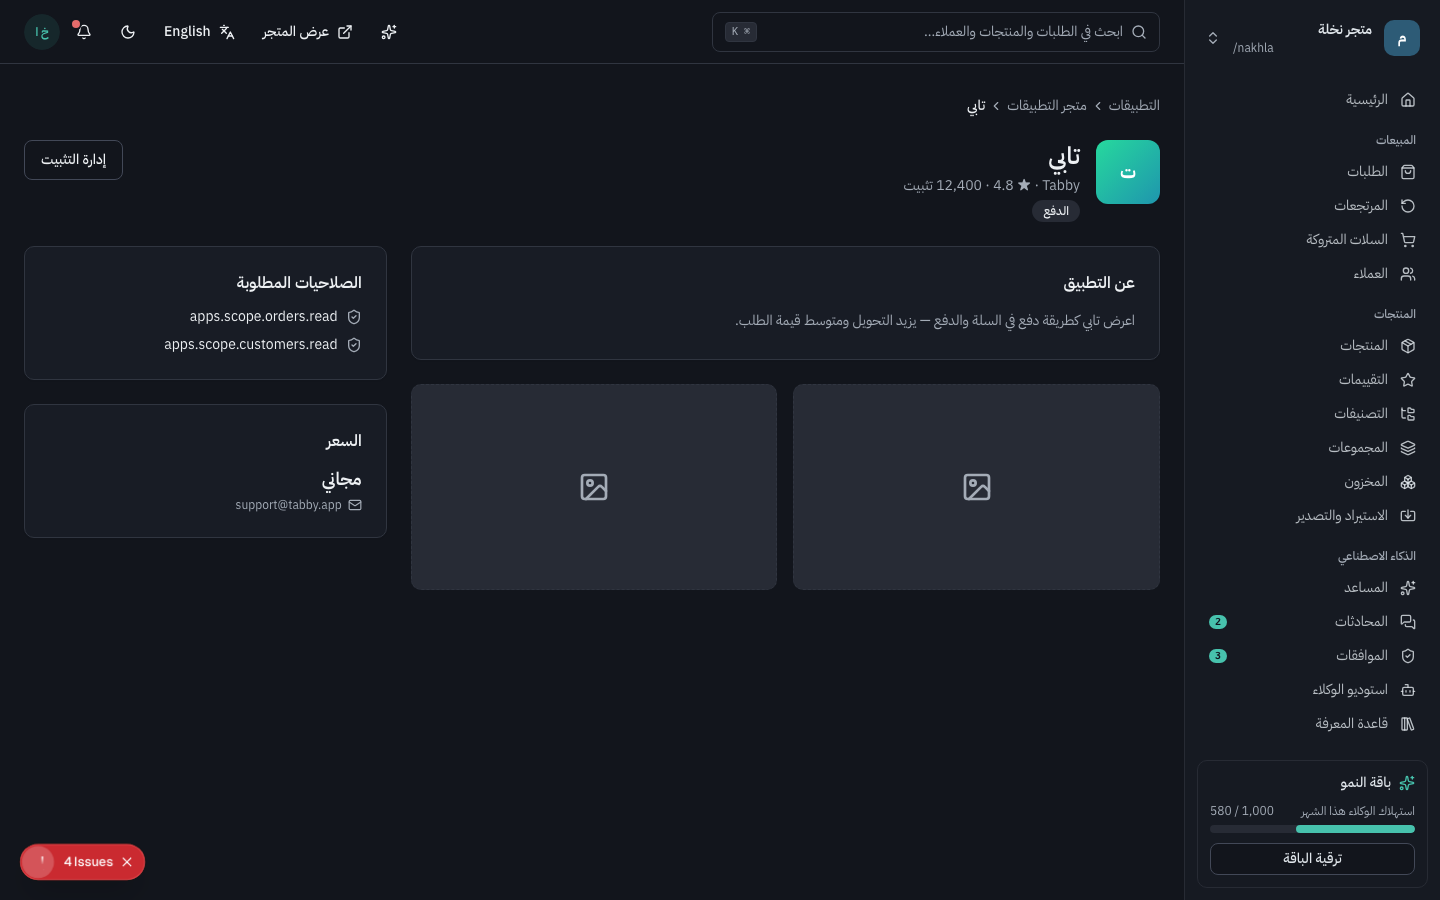 متجر نخلة
/nakhla
م
ابحث في الطلبات والمنتجات والعملاء...
⌘ K
عرض المتجر
English
خ ا
الرئيسية
المبيعات
الطلبات
المرتجعات
السلات المتروكة
العملاء
المنتجات
المنتجات
التقييمات
التصنيفات
المجموعات
المخزون
الاستيراد والتصدير
الذكاء الاصطناعي
المساعد
المحادثات 2
الموافقات 3
استوديو الوكلاء
قاعدة المعرفة
باقة النمو
استهلاك الوكلاء هذا الشهر 580 / 1,000
ترقية الباقة
التطبيقات › متجر التطبيقات › تابي
ت
تابي
Tabby · ★ 4.8 · 12,400 تثبيت
الدفع
إدارة التثبيت
عن التطبيق
اعرض تابي كطريقة دفع في السلة والدفع — يزيد التحويل ومتوسط قيمة الطلب.
الصلاحيات المطلوبة
apps.scope.orders.read
apps.scope.customers.read
السعر
مجاني
support@tabby.app
4 Issues